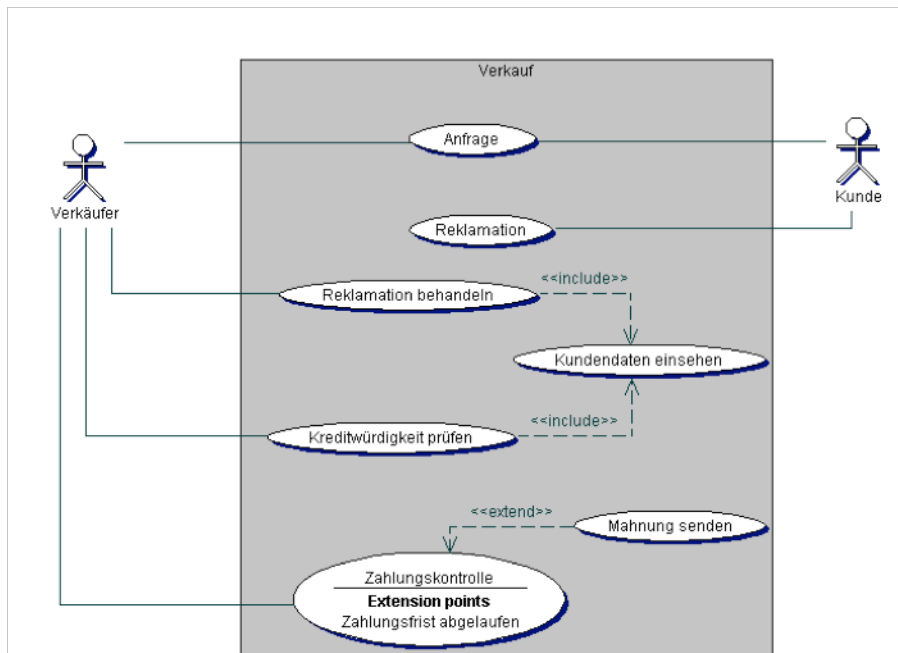 Verkauf
Anfrage
Verkäufer
Kunde
Reklamation
Reklamation behandeln
<<include>>
Kundendaten einsehen
<<include>>
Kreditwürdigkeit prüfen
<<extend>>
Mahnung senden
Zahlungskontrolle
Extension points
Zahlungsfrist abgelaufen